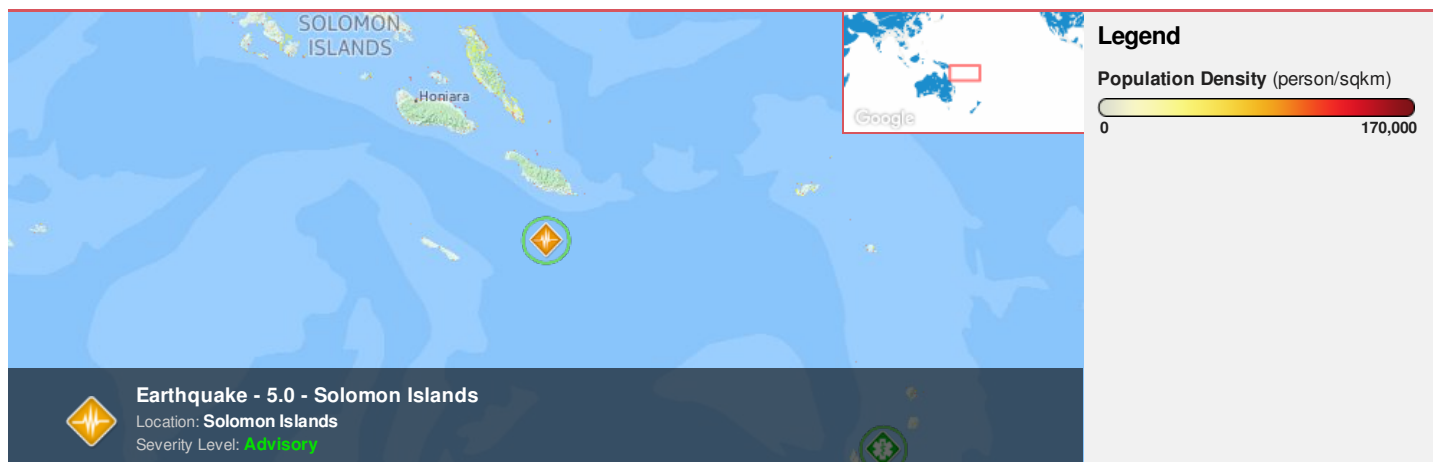 SOLOMON
ISLANDS
Honiara
Google
Legend
Population Density (person/sqkm)
0 170,000
Earthquake - 5.0 - Solomon Islands
Location: Solomon Islands
Severity Level: Advisory